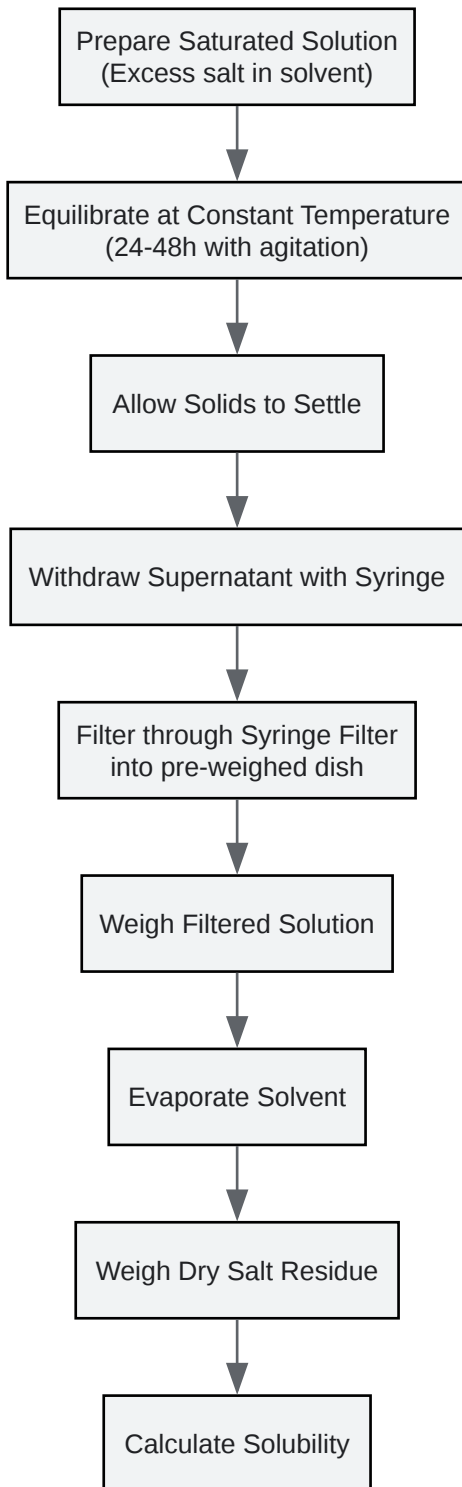 Prepare Saturated Solution
(Excess salt in solvent)
Equilibrate at Constant Temperature
(24-48h with agitation)
Allow Solids to Settle
Withdraw Supernatant with Syringe
Filter through Syringe Filter
into pre-weighed dish
Weigh Filtered Solution
Evaporate Solvent
Weigh Dry Salt Residue
Calculate Solubility